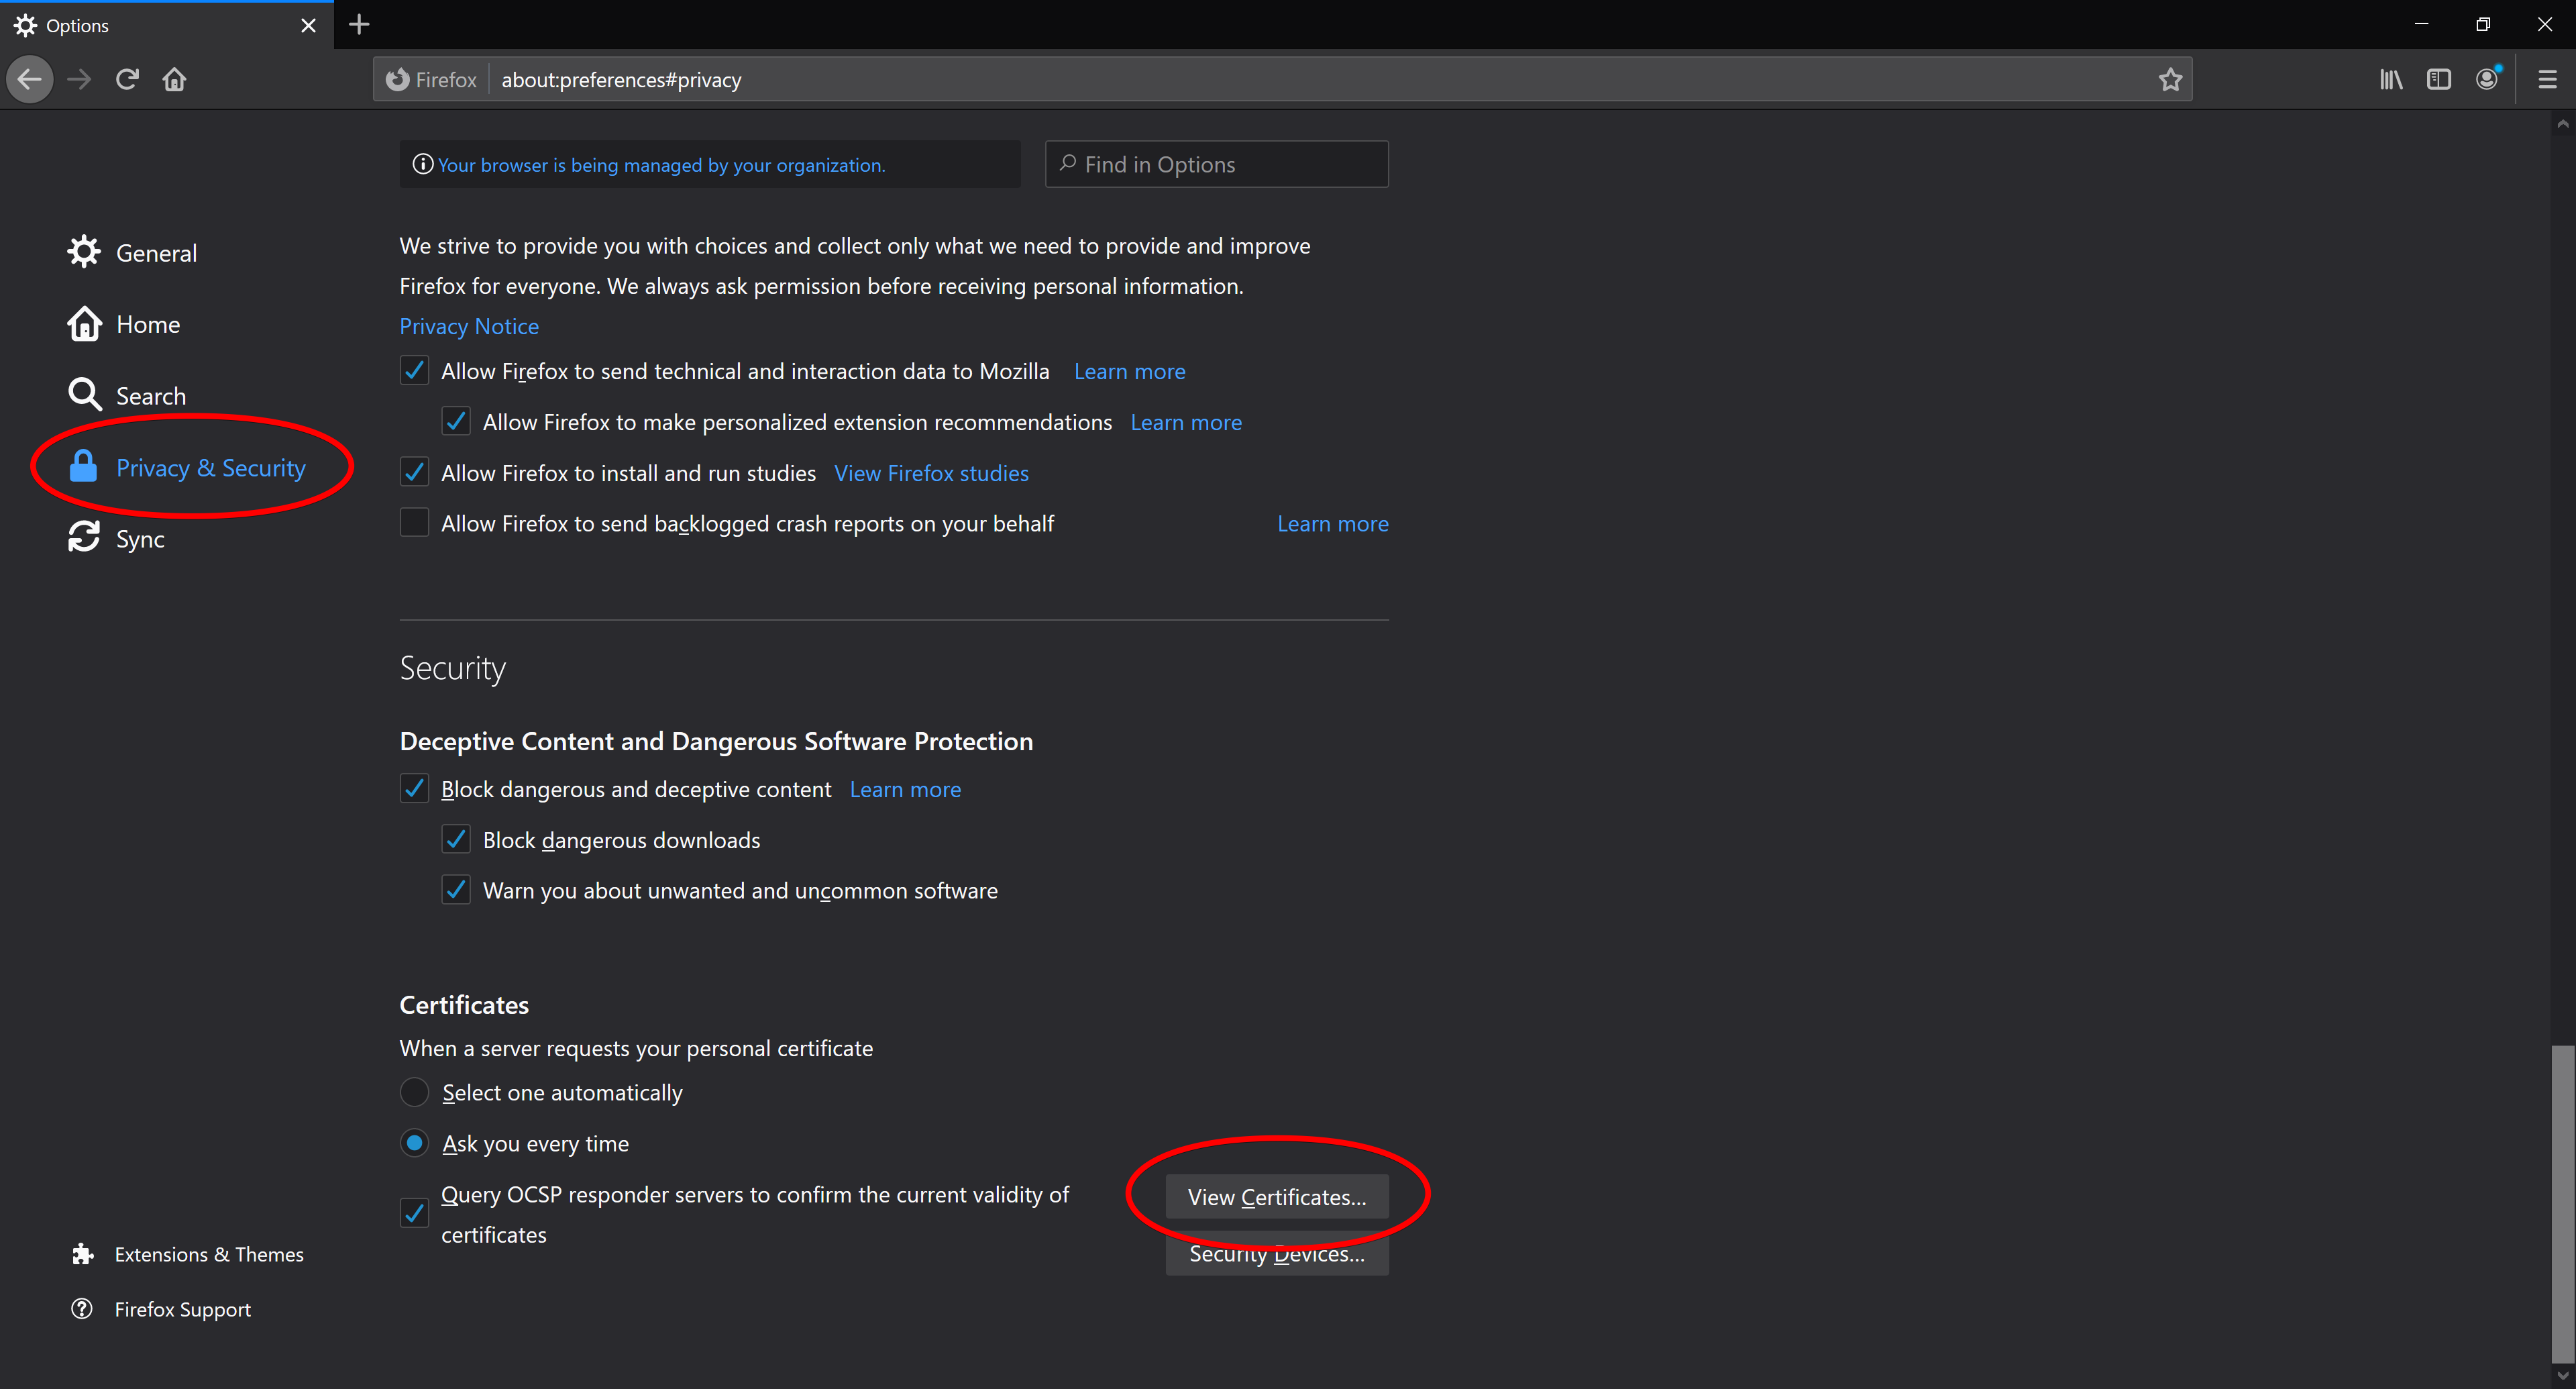 Options
Firefox about:preferences#privacy
Your browser is being managed by your organization.
Find in Options
General
Home
Search
Privacy & Security
Sync
Extensions & Themes
Firefox Support
We strive to provide you with choices and collect only what we need to provide and improve
Firefox for everyone. We always ask permission before receiving personal information.
Privacy Notice
Allow Firefox to send technical and interaction data to Mozilla Learn more
Allow Firefox to make personalized extension recommendations Learn more
Allow Firefox to install and run studies View Firefox studies
Allow Firefox to send backlogged crash reports on your behalf Learn more
Security
Deceptive Content and Dangerous Software Protection
Block dangerous and deceptive content Learn more
Block dangerous downloads
Warn you about unwanted and uncommon software
Certificates
When a server requests your personal certificate
Select one automatically
Ask you every time
Query OCSP responder servers to confirm the current validity of
certificates
View Certificates...
Security Devices...